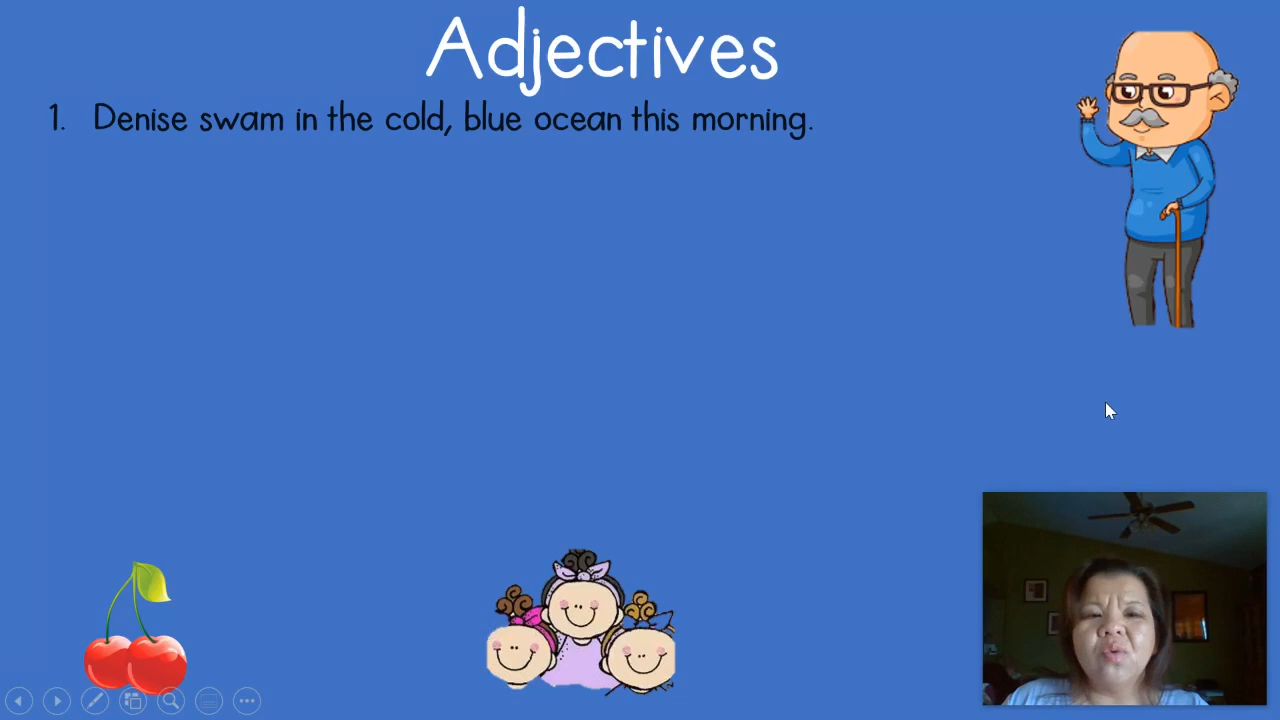 Adjectives
1. Denise swam in the cold, blue ocean this morning.